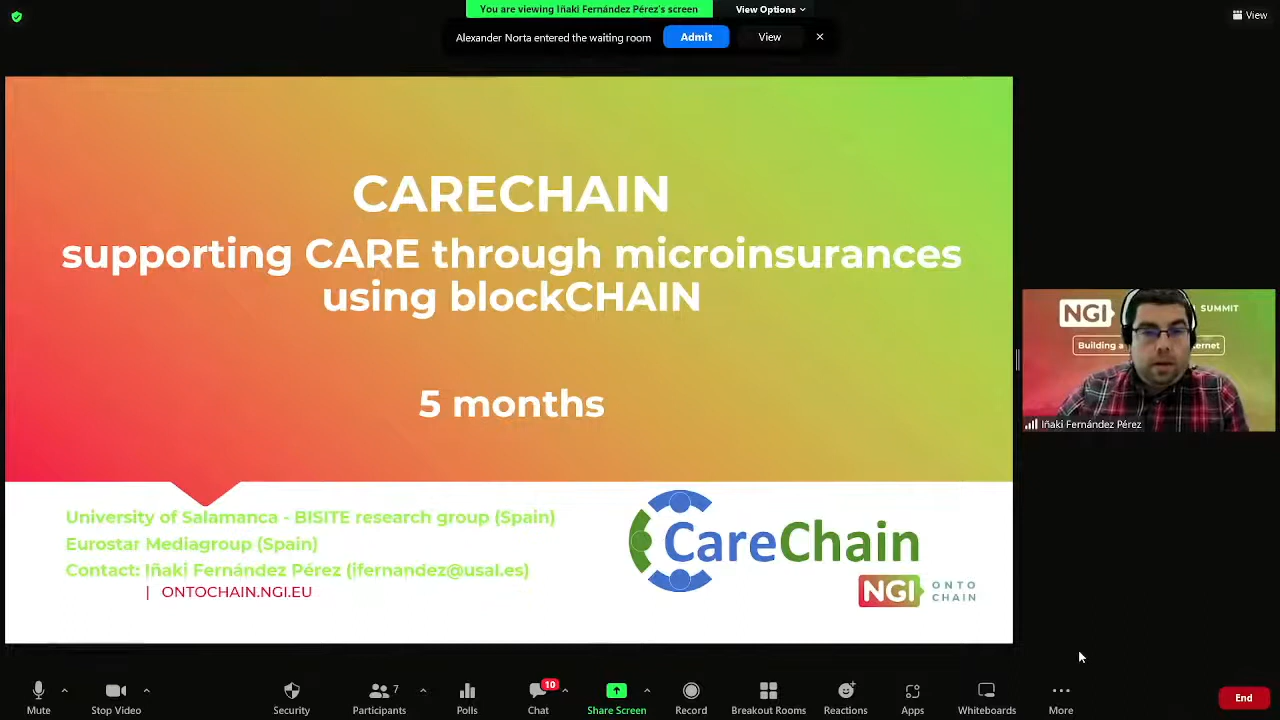 You are viewing Iñaki Fernández Pérez's screen
View Options
View
Alexander Norta entered the waiting room
Admit
View
CARECHAIN
supporting CARE through microinsurances
using blockCHAIN
5 months
NGI
SUMMIT
Building a
ernet
Iñaki Fernández Pérez
University of Salamanca - BISITE research group (Spain)
Eurostar Mediagroup (Spain)
Contact: Iñaki Fernández Pérez (ifernandez@usal.es)
| ONTOCHAIN.NGI.EU
CareChain
NGI
ONTO
CHAIN
10
7
Mute
Stop Video
Security
Participants
Polls
Chat
Share Screen
Record
Breakout Rooms
Reactions
Apps
Whiteboards
More
End